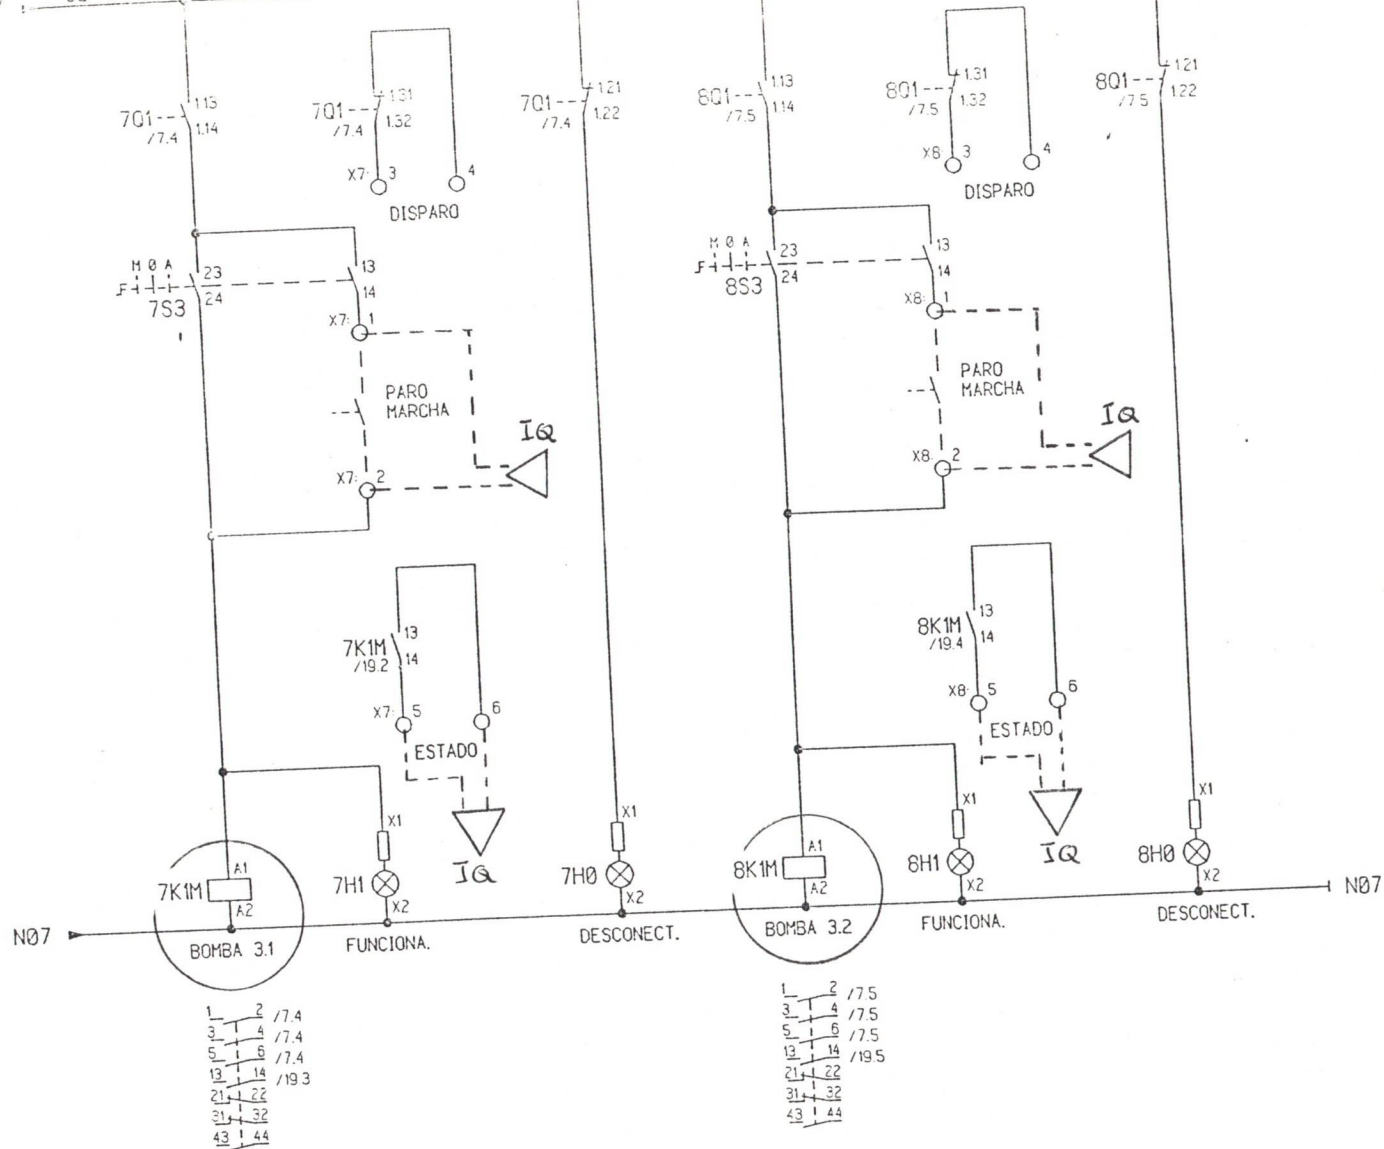 7Q1
/7.4
1.13
1.14
7Q1
/7.4
1.31
1.32
X7: 3
4
DISPARO
7Q1
/7.4
1.21
1.22
8Q1
/7.5
1.13
1.14
8Q1
/7.5
1.31
1.32
X8: 3
4
DISPARO
8Q1
/7.5
1.21
1.22
M 0 A
7S3
23
24
13
14
X7: 1
PARO
MARCHA
X7: 2
IQ
M 0 A
8S3
23
24
13
14
X8: 1
PARO
MARCHA
X8: 2
IQ
7K1M
/19.2
13
14
X7: 5
6
ESTADO
IQ
8K1M
/19.4
13
14
X8: 5
6
ESTADO
IQ
7K1M
A1
A2
BOMBA 3.1
7H1
X1
X2
FUNCIONA.
7H0
X1
X2
DESCONECT.
8K1M
A1
A2
BOMBA 3.2
8H1
X1
X2
FUNCIONA.
8H0
X1
X2
DESCONECT.
N07
N07
1 2 /7.4
3 4 /7.4
5 6 /7.4
13 14 /19.3
21 22
31 32
43 44
1 2 /7.5
3 4 /7.5
5 6 /7.5
13 14 /19.5
21 22
31 32
43 44